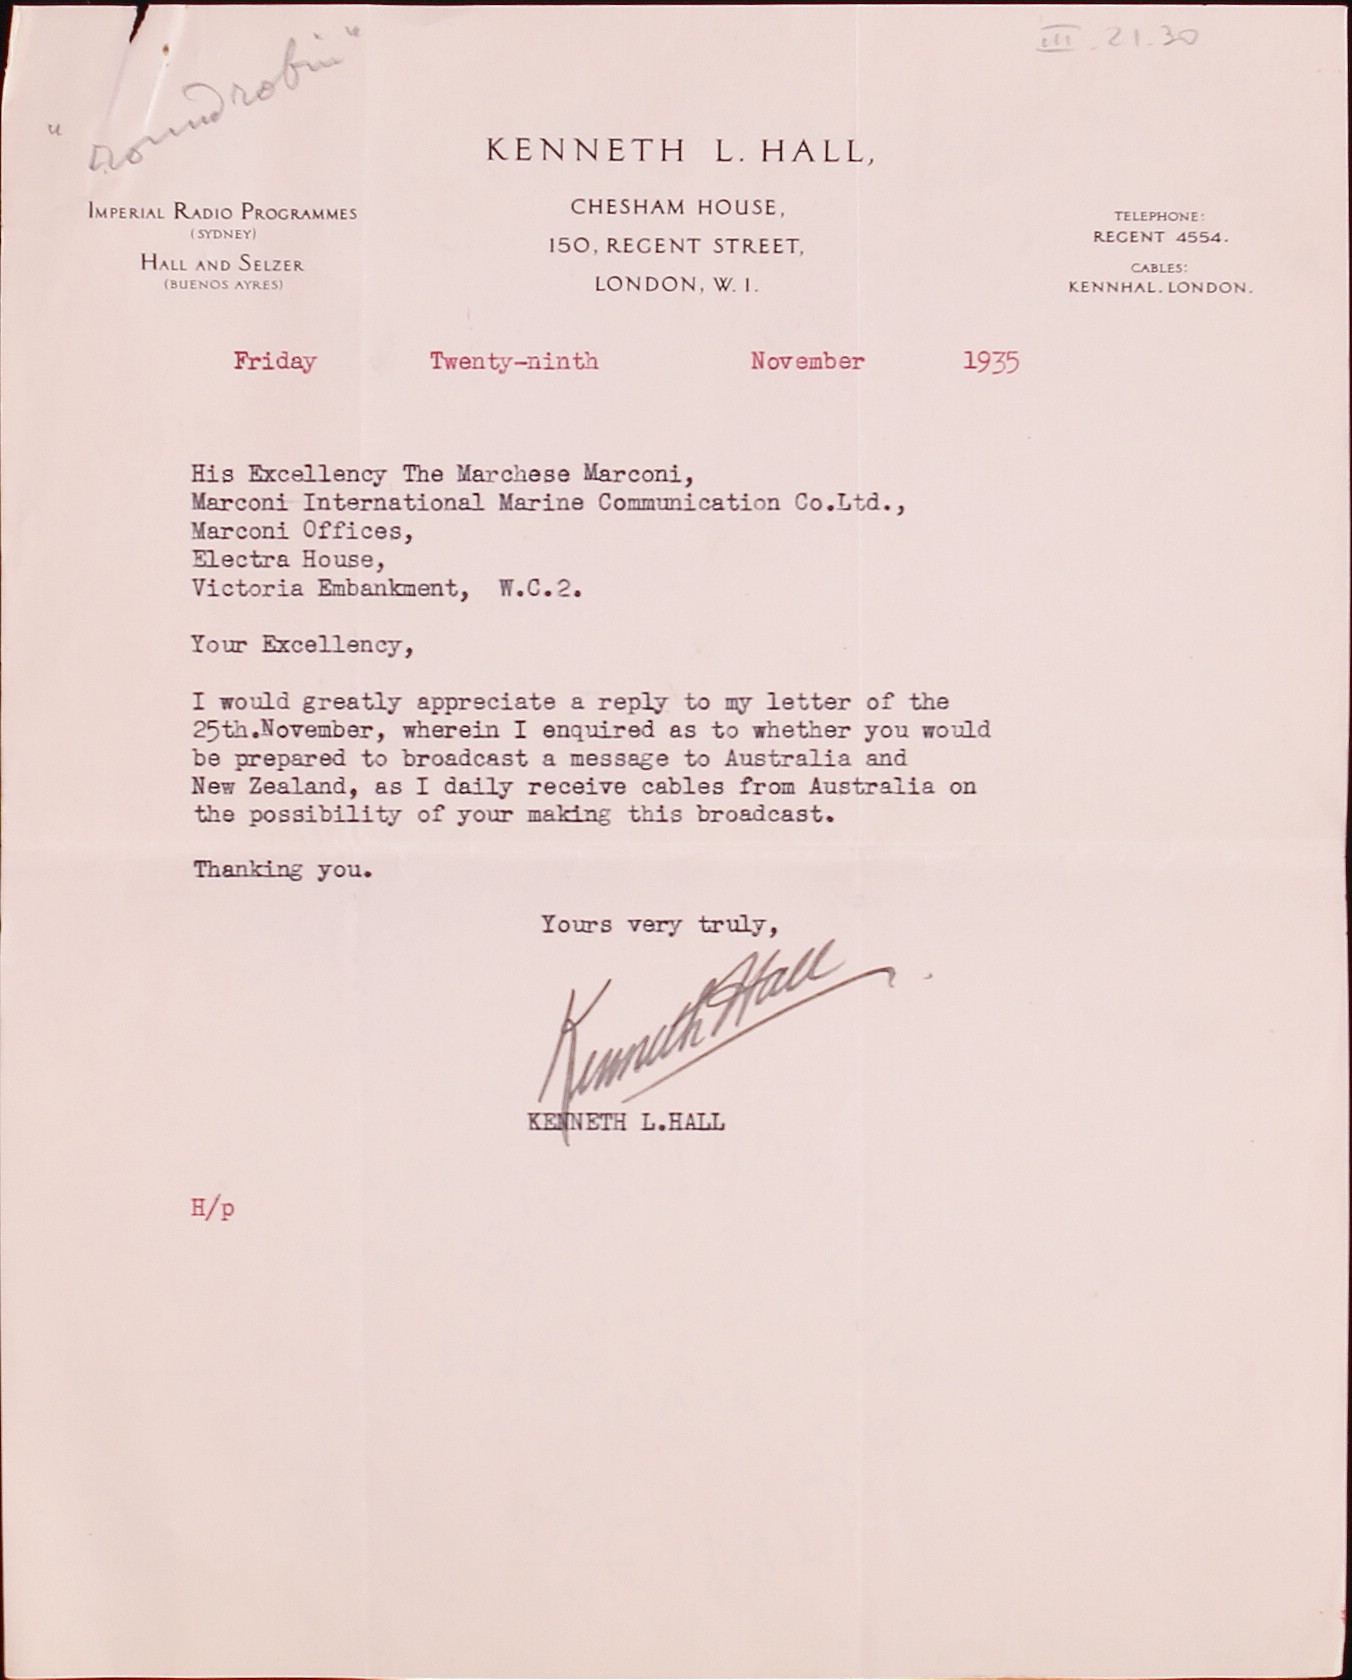 "roundrobin"
III.21.30
KENNETH L. HALL,
IMPERIAL RADIO PROGRAMMES
(SYDNEY)
HALL AND SELZER
(BUENOS AYRES)
CHESHAM HOUSE,
150, REGENT STREET,
LONDON, W. 1.
TELEPHONE:
REGENT 4554.
CABLES:
KENNHAL. LONDON.
Friday Twenty-ninth November 1935
His Excellency The Marchese Marconi,
Marconi International Marine Communication Co.Ltd.,
Marconi Offices,
Electra House,
Victoria Embankment, W.C.2.
Your Excellency,
I would greatly appreciate a reply to my letter of the
25th.November, wherein I enquired as to whether you would
be prepared to broadcast a message to Australia and
New Zealand, as I daily receive cables from Australia on
the possibility of your making this broadcast.
Thanking you.
Yours very truly,
Kenneth Hall
KENNETH L.HALL
H/p